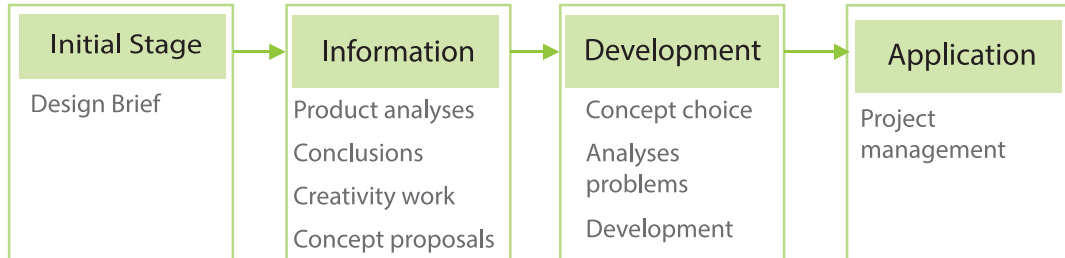 Initial Stage
Design Brief
Information
Product analyses
Conclusions
Creativity work
Concept proposals
Development
Concept choice
Analyses
problems
Development
Application
Project
management